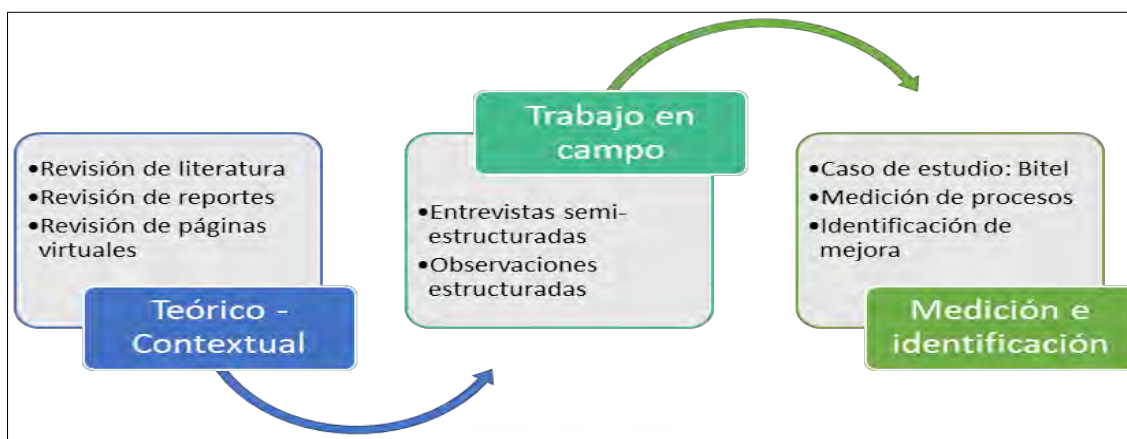 •Revisión de literatura
•Revisión de reportes
•Revisión de páginas
virtuales
Teórico -
Contextual
Trabajo en
campo
•Entrevistas semi-
estructuradas
•Observaciones
estructuradas
•Caso de estudio: Bitel
•Medición de procesos
•Identificación de
mejora
Medición e
identificación